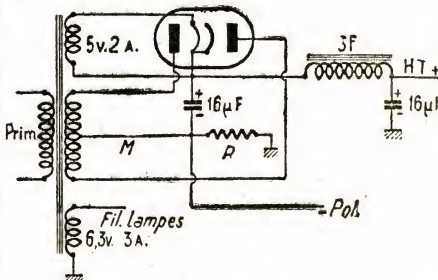 5v. 2 A.
3F
HT +
+
16µF
-
+
16µF
-
Prim.
M
R
Fil. lampes
6,3v. 3A.
- Pol.